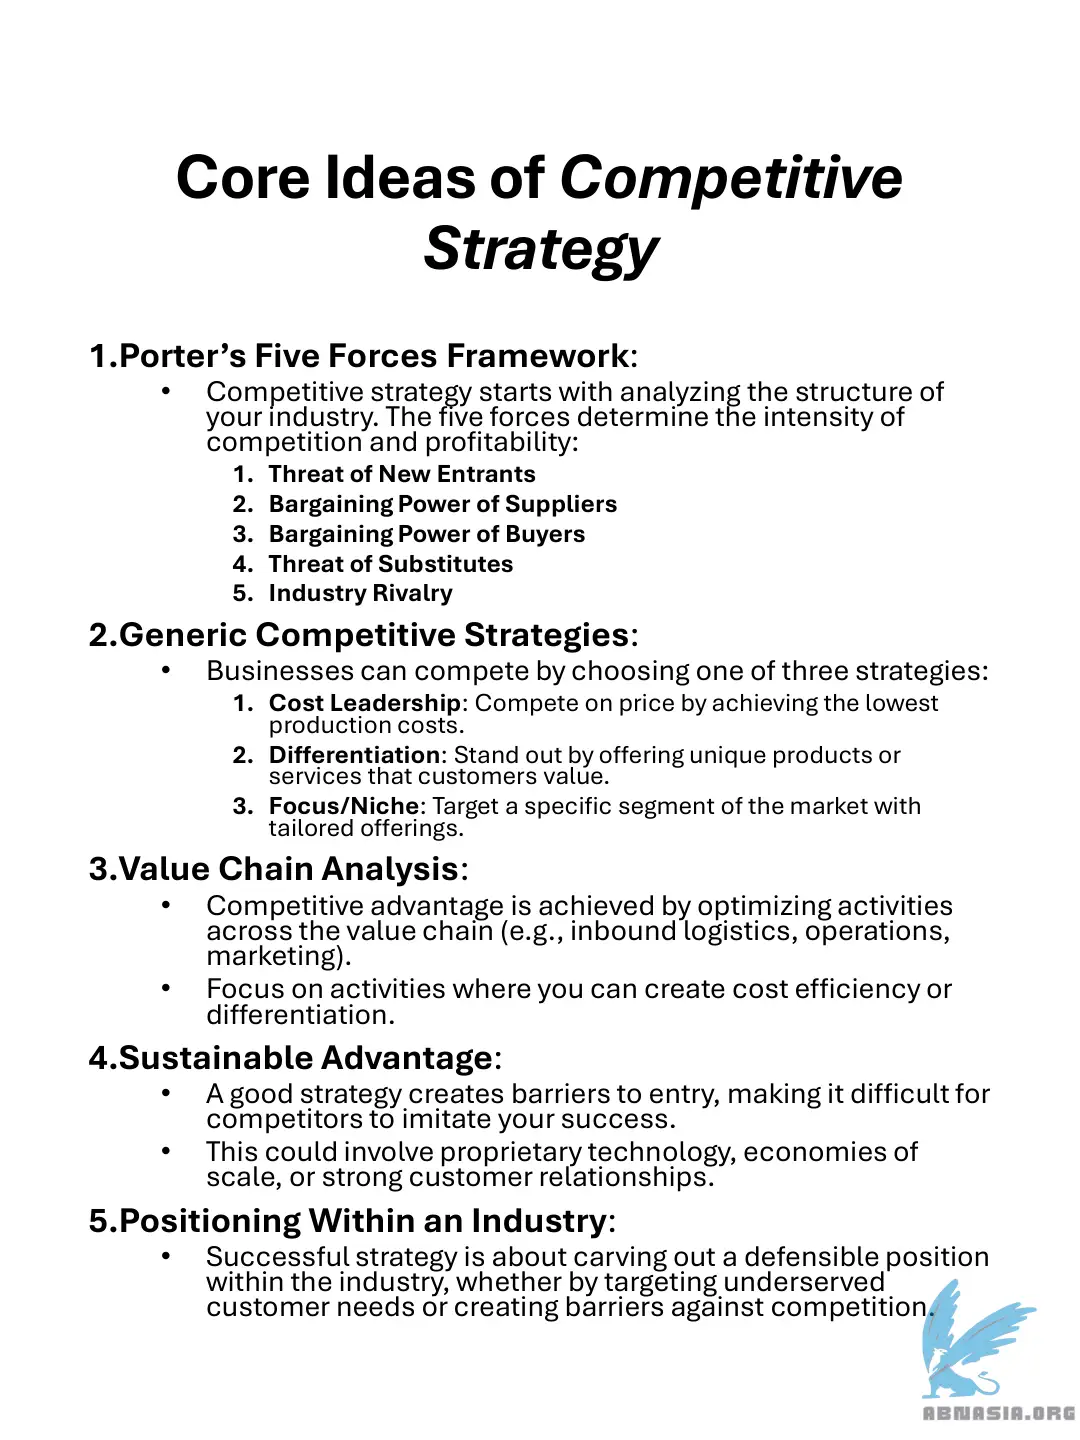 Core Ideas of Competitive
Strategy
1.Porter’s Five Forces Framework:
• Competitive strategy starts with analyzing the structure of
your industry. The five forces determine the intensity of
competition and profitability:
1. Threat of New Entrants
2. Bargaining Power of Suppliers
3. Bargaining Power of Buyers
4. Threat of Substitutes
5. Industry Rivalry
2.Generic Competitive Strategies:
• Businesses can compete by choosing one of three strategies:
1. Cost Leadership: Compete on price by achieving the lowest
production costs.
2. Differentiation: Stand out by offering unique products or
services that customers value.
3. Focus/Niche: Target a specific segment of the market with
tailored offerings.
3.Value Chain Analysis:
• Competitive advantage is achieved by optimizing activities
across the value chain (e.g., inbound logistics, operations,
marketing).
• Focus on activities where you can create cost efficiency or
differentiation.
4.Sustainable Advantage:
• A good strategy creates barriers to entry, making it difficult for
competitors to imitate your success.
• This could involve proprietary technology, economies of
scale, or strong customer relationships.
5.Positioning Within an Industry:
• Successful strategy is about carving out a defensible position
within the industry, whether by targeting underserved
customer needs or creating barriers against competition.
ABNASIA.ORG